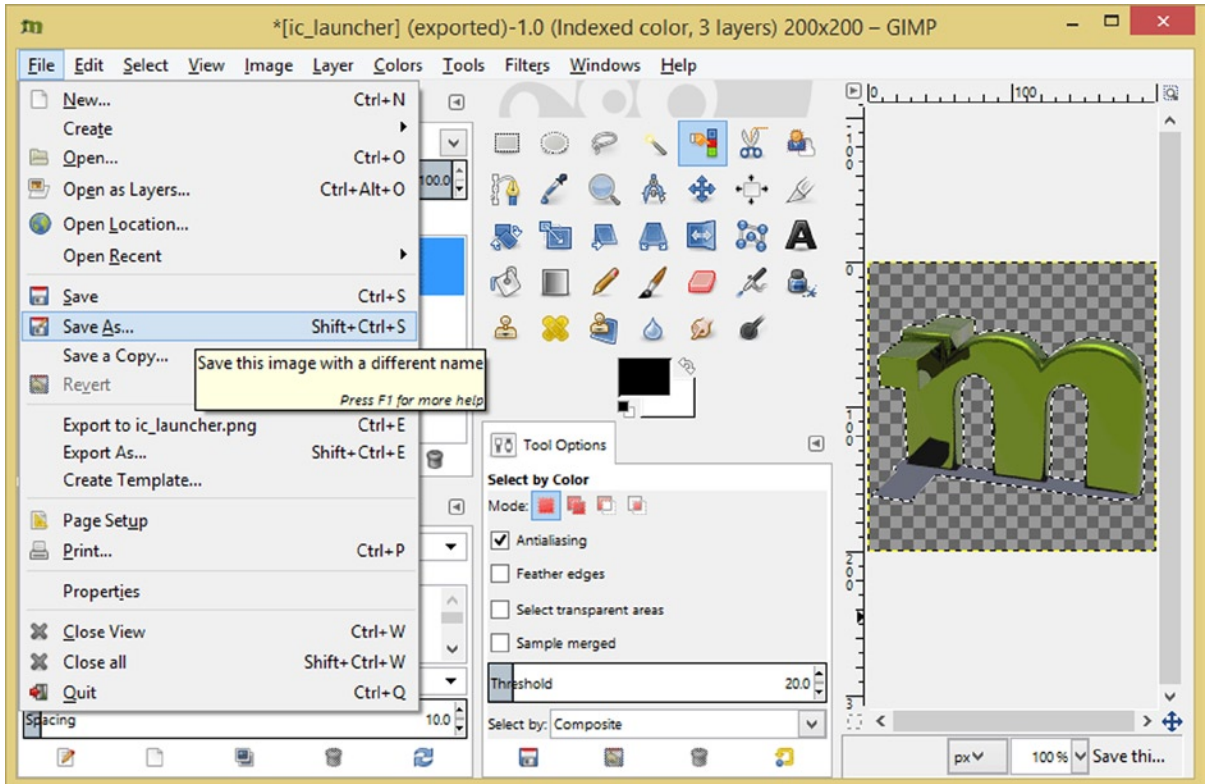 *[ic_launcher] (exported)-1.0 (Indexed color, 3 layers) 200x200 – GIMP
File Edit Select View Image Layer Colors Tools Filters Windows Help
New... Ctrl+N
Create
Open... Ctrl+O
Open as Layers... Ctrl+Alt+O
Open Location...
Open Recent
Save Ctrl+S
Save As... Shift+Ctrl+S
Save a Copy...
Revert
Export to ic_launcher.png Ctrl+E
Export As... Shift+Ctrl+E
Create Template...
Page Setup
Print... Ctrl+P
Properties
Close View Ctrl+W
Close all Shift+Ctrl+W
Quit Ctrl+Q
Save this image with a different name
Press F1 for more help
100.0
Spacing 10.0
Tool Options
Select by Color
Mode:
Antialiasing
Feather edges
Select transparent areas
Sample merged
Threshold 20.0
Select by: Composite
0 100
100
0
100
200
3
m
px 100 % Save thi...